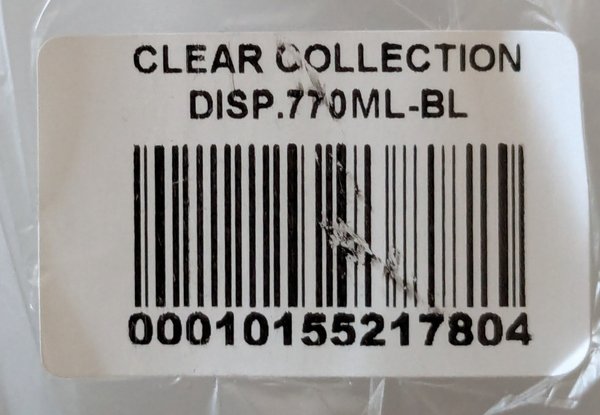 CLEAR COLLECTION
DISP.770ML-BL
00010155217804